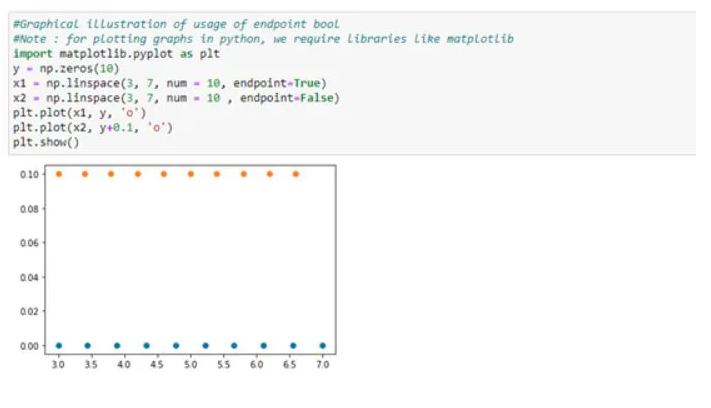 #Graphical illustration of usage of endpoint bool
#Note : for plotting graphs in python, we require libraries like matplotlib
import matplotlib.pyplot as plt
y = np.zeros(10)
x1 = np.linspace(3, 7, num = 10, endpoint=True)
x2 = np.linspace(3, 7, num = 10 , endpoint=False)
plt.plot(x1, y, 'o')
plt.plot(x2, y+0.1, 'o')
plt.show()
0.10
0.08
0.06
0.04
0.02
0.00
3.0 3.5 4.0 4.5 5.0 5.5 6.0 6.5 7.0